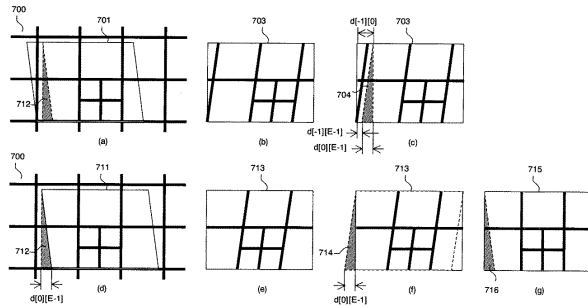 700
701
712
(a)
703
(b)
d[-1][0]
703
704
d[-1][E-1]
d[0][E-1]
(c)
700
711
712
d[0][E-1]
(d)
713
(e)
713
714
d[0][E-1]
(f)
715
716
(g)